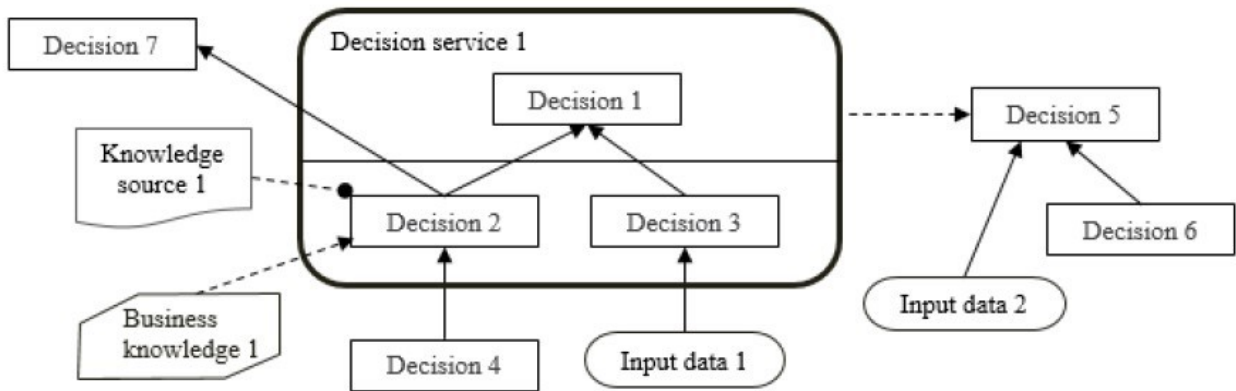 Decision 7
Decision service 1
Decision 1
Decision 5
Knowledge
source 1
Decision 2
Decision 3
Decision 6
Business
knowledge 1
Decision 4
Input data 1
Input data 2